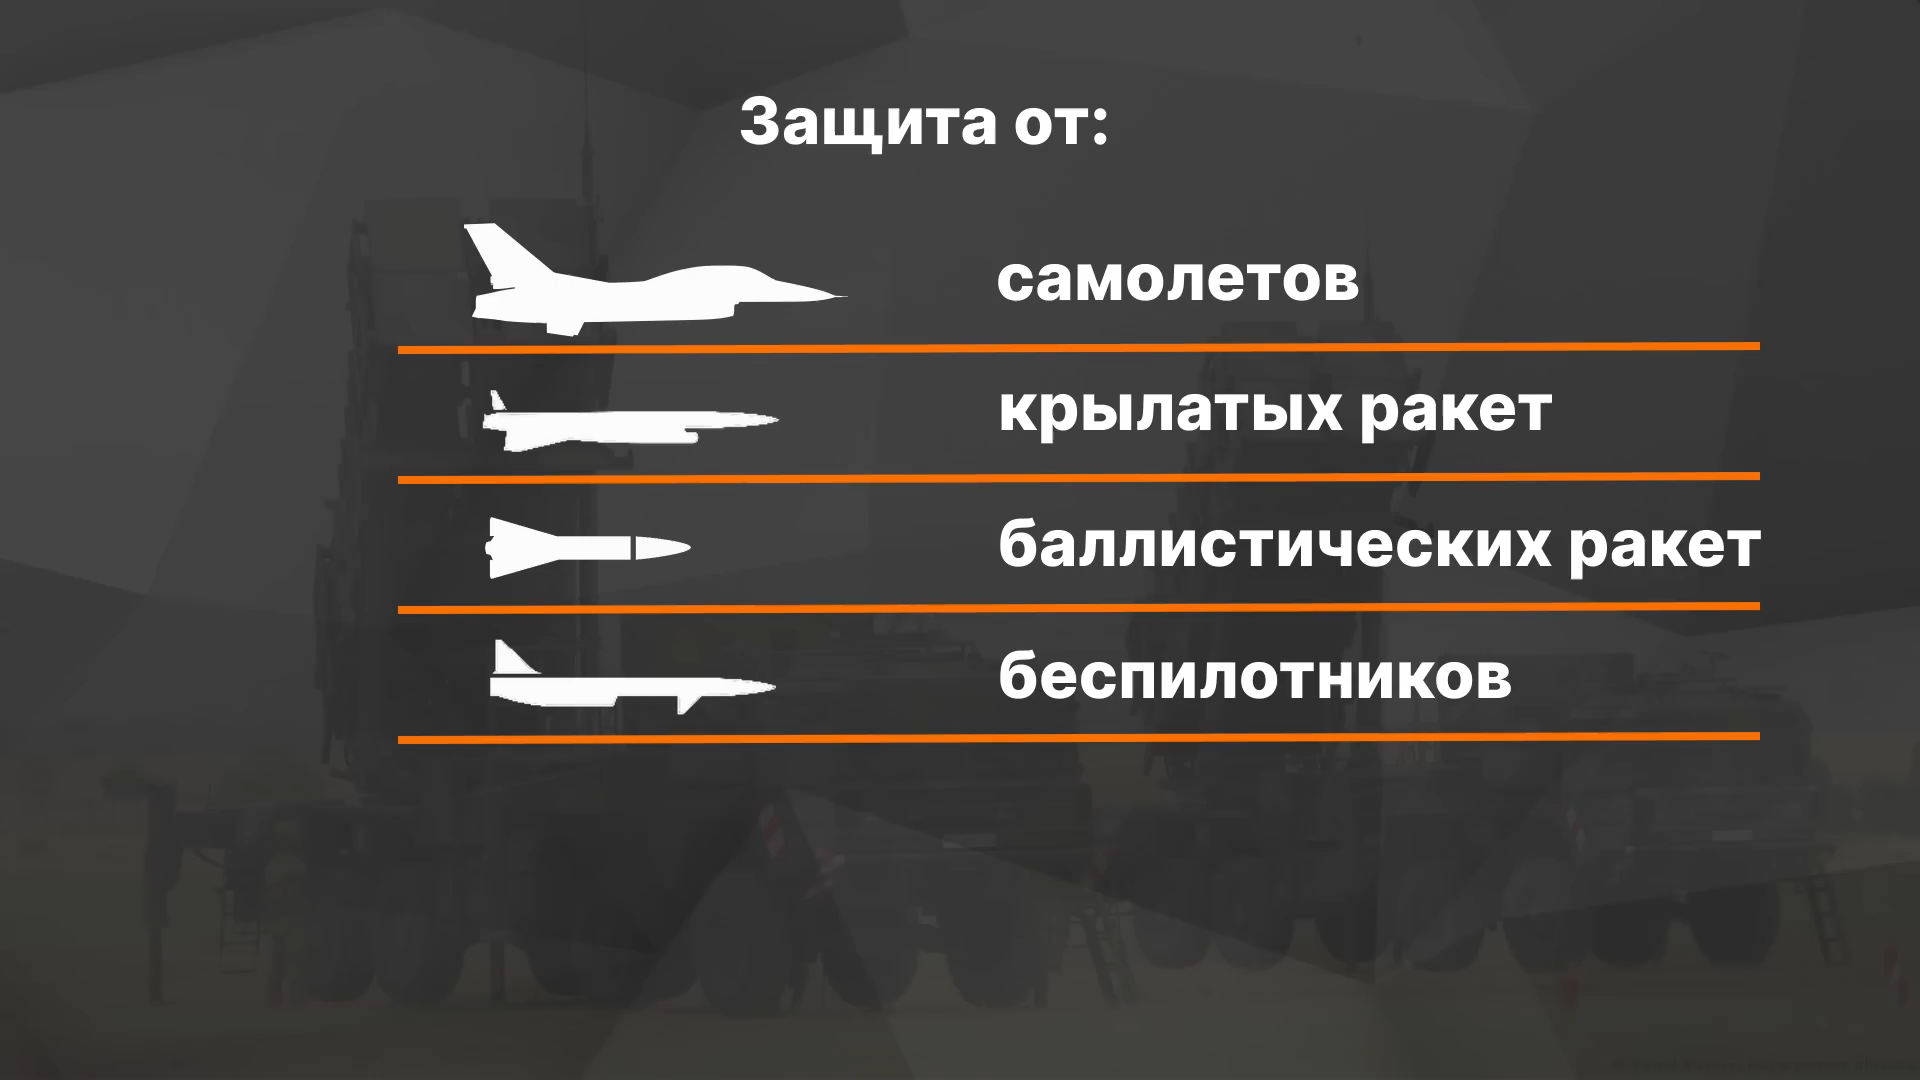 Защита от:
самолетов
крылатых ракет
баллистических ракет
беспилотников